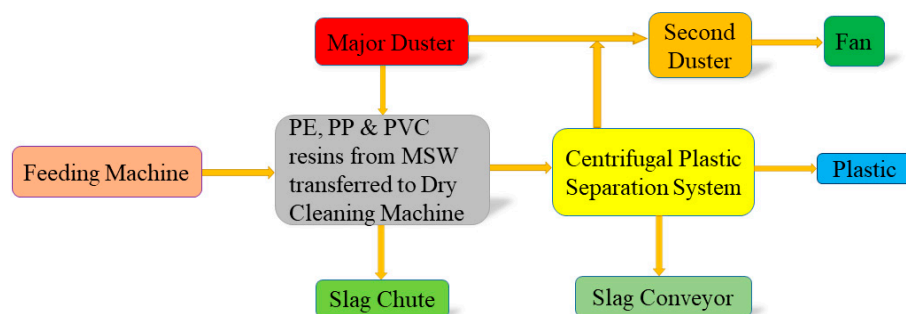 Major Duster
Second
Duster
Fan
Feeding Machine
PE, PP & PVC
resins from MSW
transferred to Dry
Cleaning Machine
Centrifugal Plastic
Separation System
Plastic
Slag Chute
Slag Conveyor